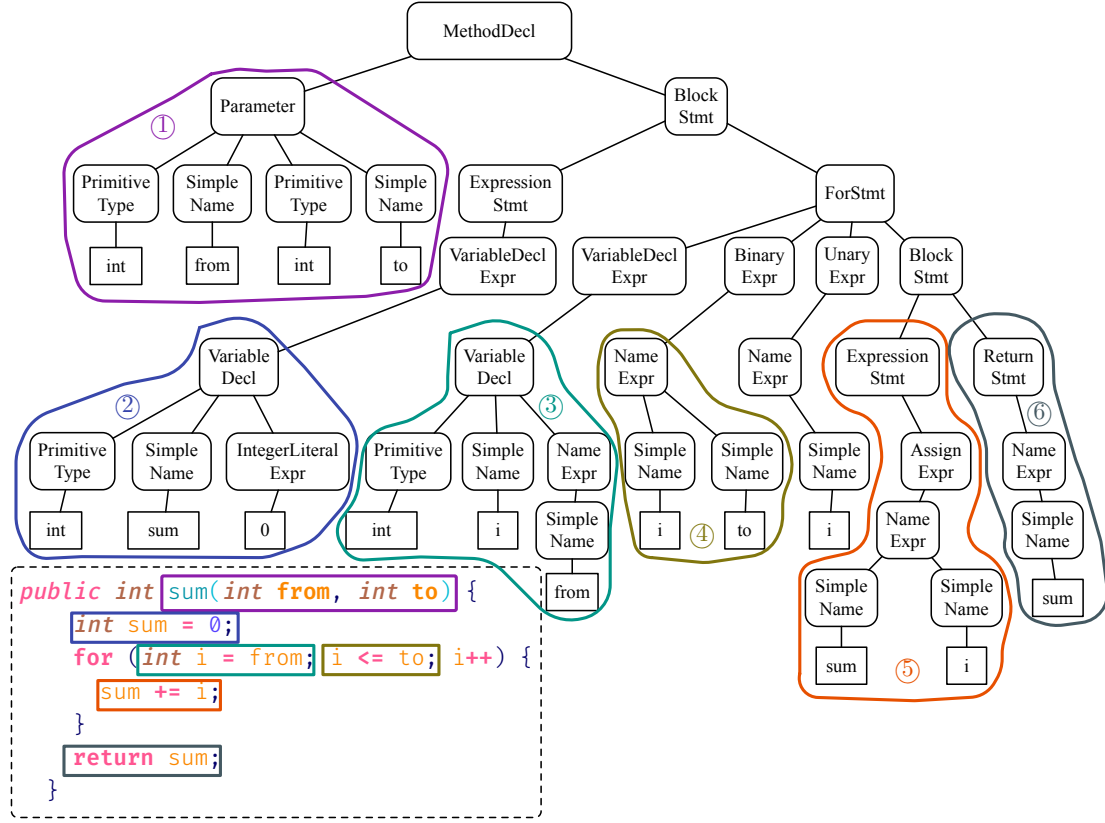 MethodDecl
Parameter
Block
Stmt
①
Primitive
Type
Simple
Name
Primitive
Type
Simple
Name
Expression
Stmt
ForStmt
int
from
int
to
VariableDecl
Expr
VariableDecl
Expr
Binary
Expr
Unary
Expr
Block
Stmt
Variable
Decl
Variable
Decl
Name
Expr
Name
Expr
Expression
Stmt
Return
Stmt
②
③
⑥
Primitive
Type
Simple
Name
IntegerLiteral
Expr
Primitive
Type
Simple
Name
Name
Expr
Simple
Name
Simple
Name
Simple
Name
Assign
Expr
Name
Expr
int
sum
0
int
i
Simple
Name
i
④
to
i
Name
Expr
Simple
Name
from
Simple
Name
Simple
Name
sum
sum
i
⑤
public int sum(int from, int to) {
int sum = 0;
for (int i = from; i <= to; i++) {
sum += i;
}
return sum;
}